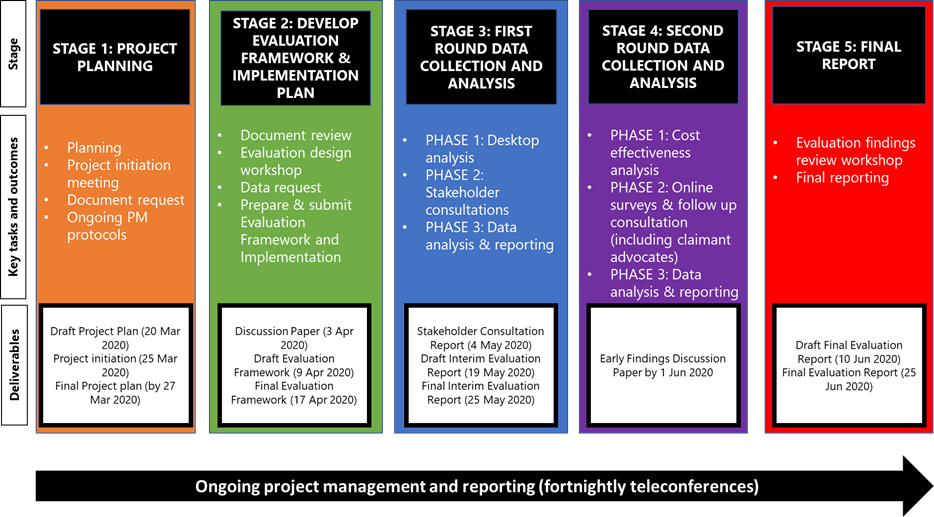 Stage
STAGE 1: PROJECT
PLANNING
STAGE 2: DEVELOP
EVALUATION
FRAMEWORK &
IMPLEMENTATION
PLAN
STAGE 3: FIRST
ROUND DATA
COLLECTION AND
ANALYSIS
STAGE 4: SECOND
ROUND DATA
COLLECTION AND
ANALYSIS
STAGE 5: FINAL
REPORT
Key tasks and outcomes
• Planning
• Project initiation
meeting
• Document request
• Ongoing PM
protocols
• Document review
• Evaluation design
workshop
• Data request
• Prepare & submit
Evaluation
Framework and
Implementation
• PHASE 1: Desktop
analysis
• PHASE 2:
Stakeholder
consultations
• PHASE 3: Data
analysis & reporting
• PHASE 1: Cost
effectiveness
analysis
• PHASE 2: Online
surveys & follow up
consultation
(including claimant
advocates)
• PHASE 3: Data
analysis & reporting
• Evaluation findings
review workshop
• Final reporting
Deliverables
Draft Project Plan (20 Mar
2020)
Project initiation (25 Mar
2020)
Final Project plan (by 27
Mar 2020)
Discussion Paper (3 Apr
2020)
Draft Evaluation
Framework (9 Apr 2020)
Final Evaluation
Framework (17 Apr 2020)
Stakeholder Consultation
Report (4 May 2020)
Draft Interim Evaluation
Report (19 May 2020)
Final Interim Evaluation
Report (25 May 2020)
Early Findings Discussion
Paper by 1 Jun 2020
Draft Final Evaluation
Report (10 Jun 2020)
Final Evaluation Report (25
Jun 2020)
Ongoing project management and reporting (fortnightly teleconferences)